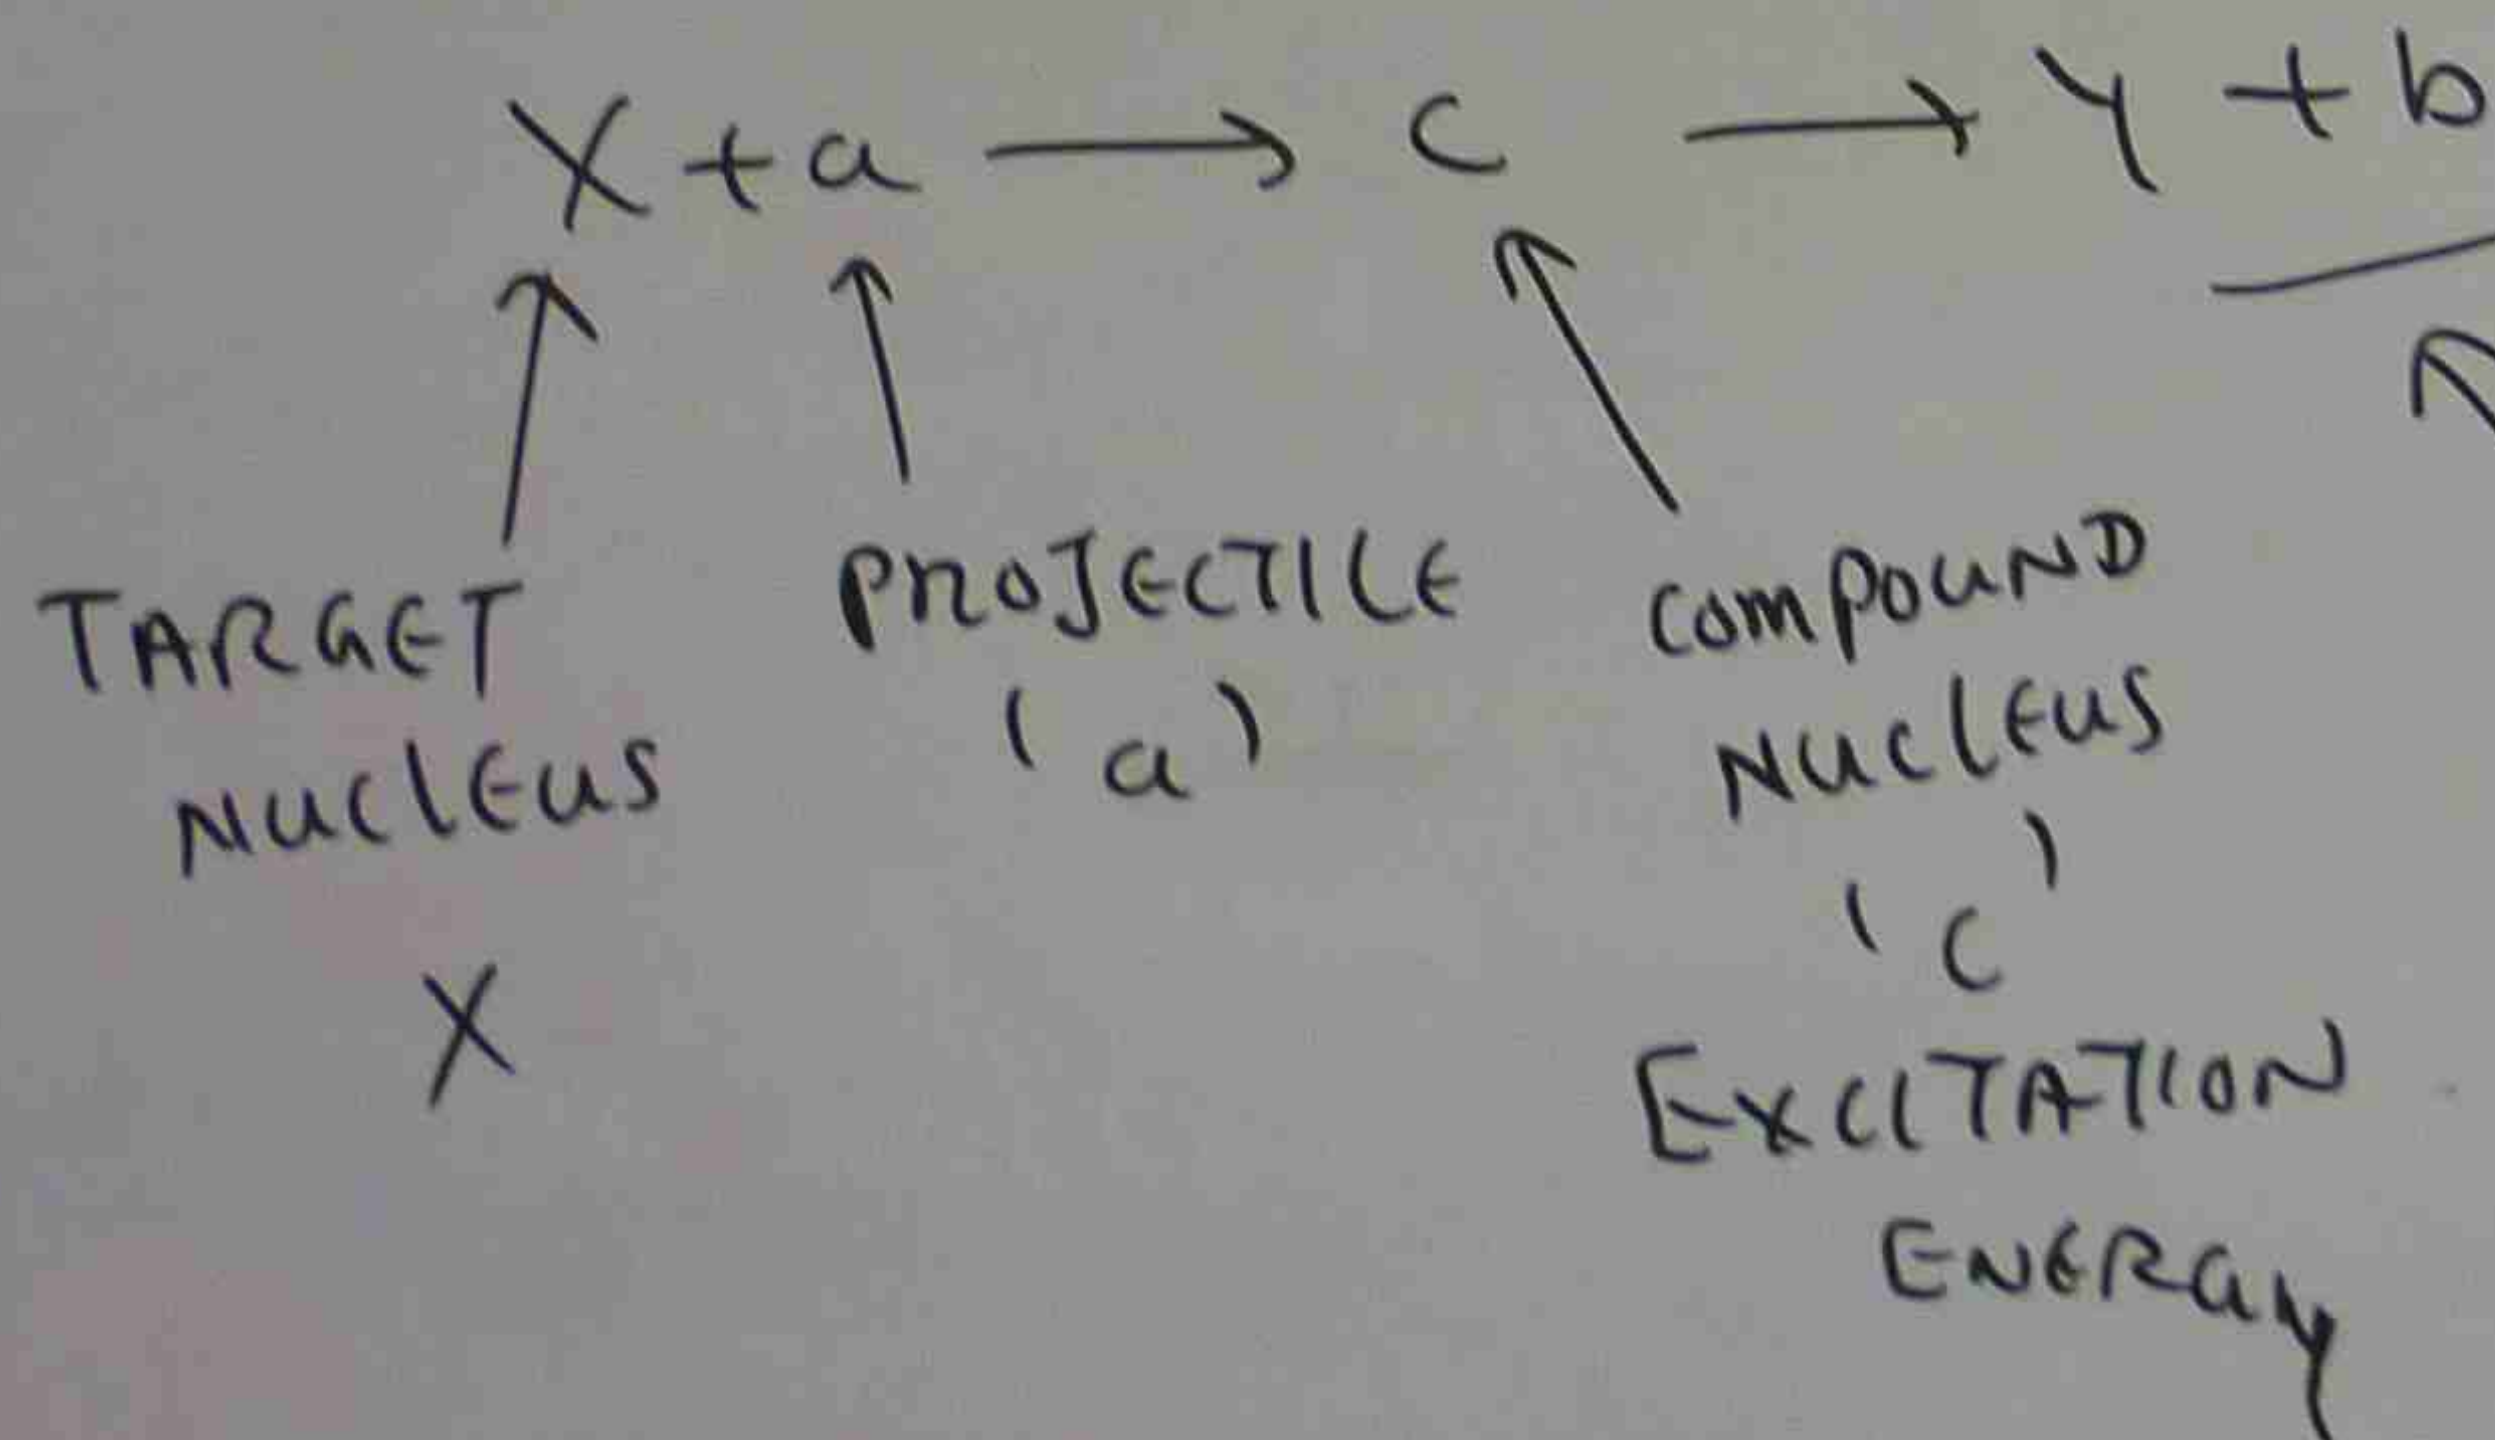 X + a → C → Y + b
TARGET
NUCLEUS
X
PROJECTILE
(a)
COMPOUND
NUCLEUS
(C)
EXCITATION
ENERGY